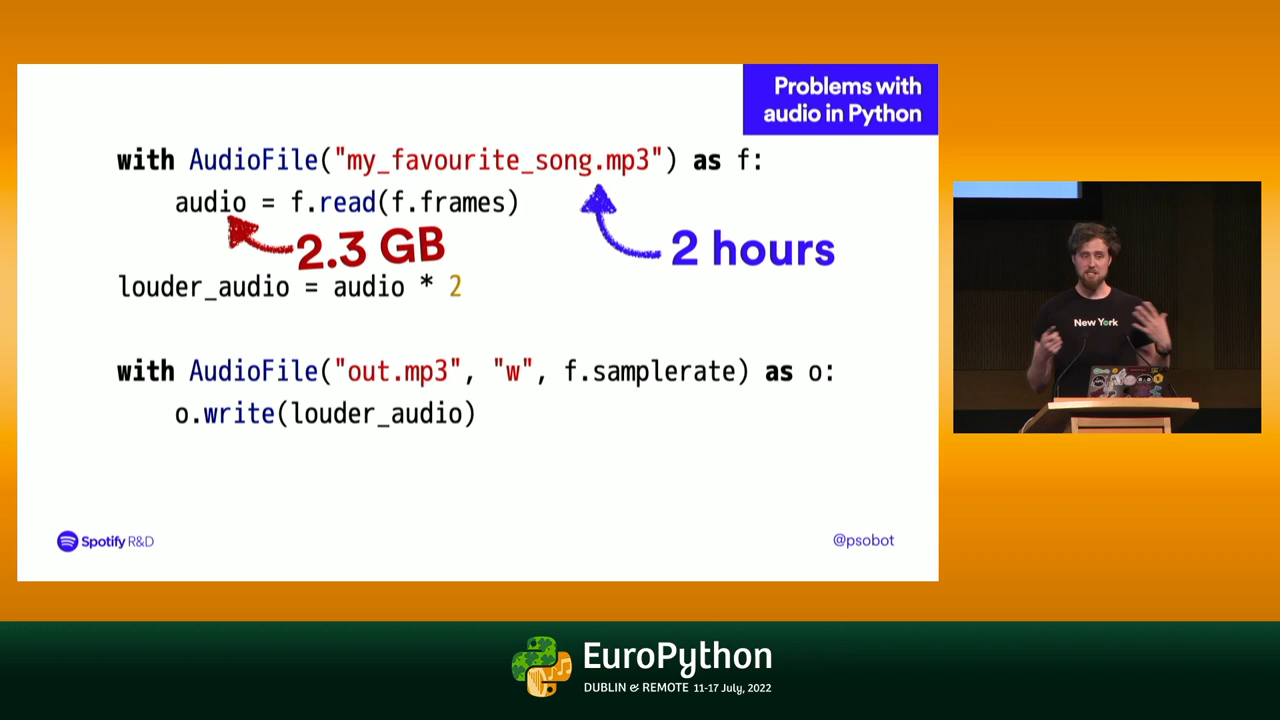 Problems with
audio in Python
with AudioFile("my_favourite_song.mp3") as f:
audio = f.read(f.frames)
2.3 GB
2 hours
louder_audio = audio * 2
with AudioFile("out.mp3", "w", f.samplerate) as o:
o.write(louder_audio)
Spotify R&D
@psobot
New York
EuroPython
DUBLIN & REMOTE 11-17 July, 2022